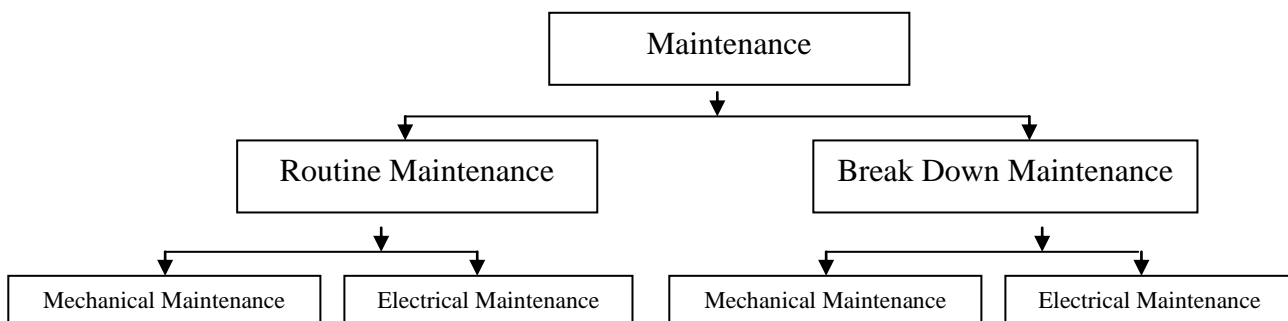 Maintenance
Routine Maintenance
Break Down Maintenance
Mechanical Maintenance
Electrical Maintenance
Mechanical Maintenance
Electrical Maintenance